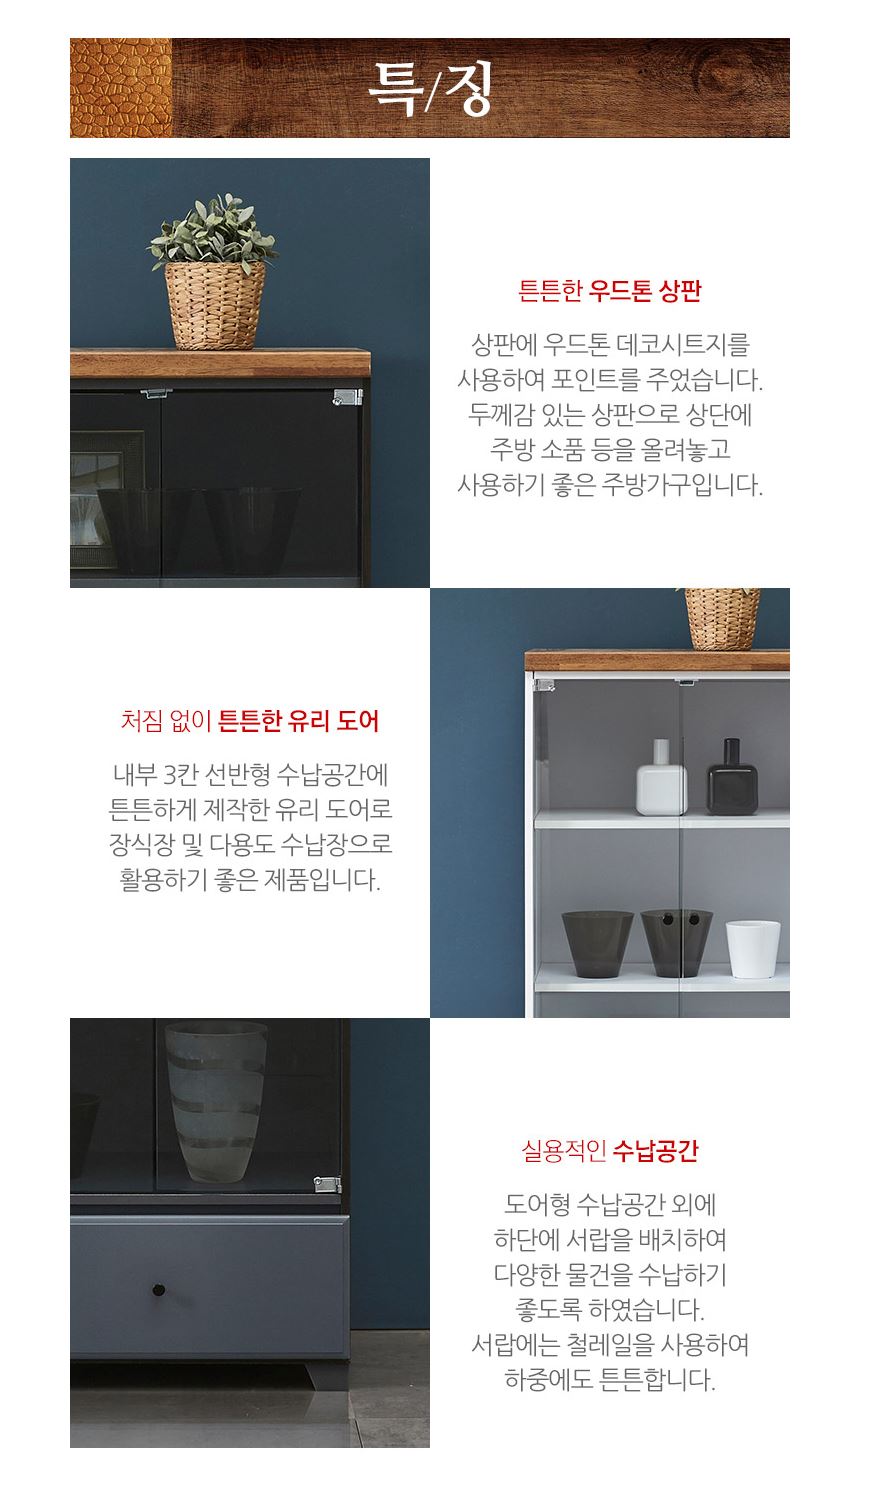 특/징
튼튼한 우드톤 상판
상판에 우드톤 데코시트지를
사용하여 포인트를 주었습니다.
두께감 있는 상판으로 상단에
주방 소품 등을 올려놓고
사용하기 좋은 주방가구입니다.
처짐 없이 튼튼한 유리 도어
내부 3칸 선반형 수납공간에
튼튼하게 제작한 유리 도어로
장식장 및 다용도 수납장으로
활용하기 좋은 제품입니다.
실용적인 수납공간
도어형 수납공간 외에
하단에 서랍을 배치하여
다양한 물건을 수납하기
좋도록 하였습니다.
서랍에는 철레일을 사용하여
하중에도 튼튼합니다.